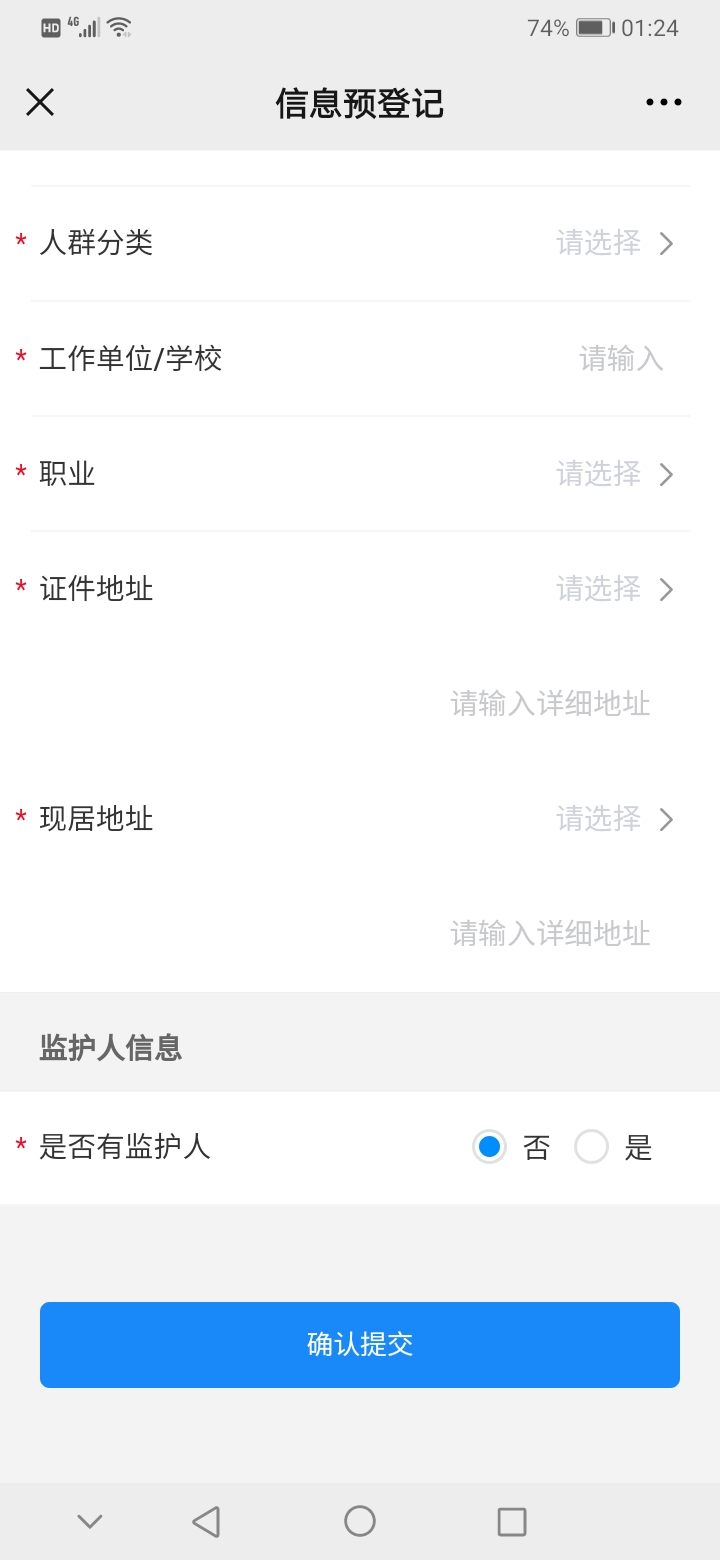 HD 4G 74% 01:24
信息预登记
* 人群分类 请选择
* 工作单位/学校 请输入
* 职业 请选择
* 证件地址 请选择
请输入详细地址
* 现居地址 请选择
请输入详细地址
监护人信息
* 是否有监护人 否 是
确认提交